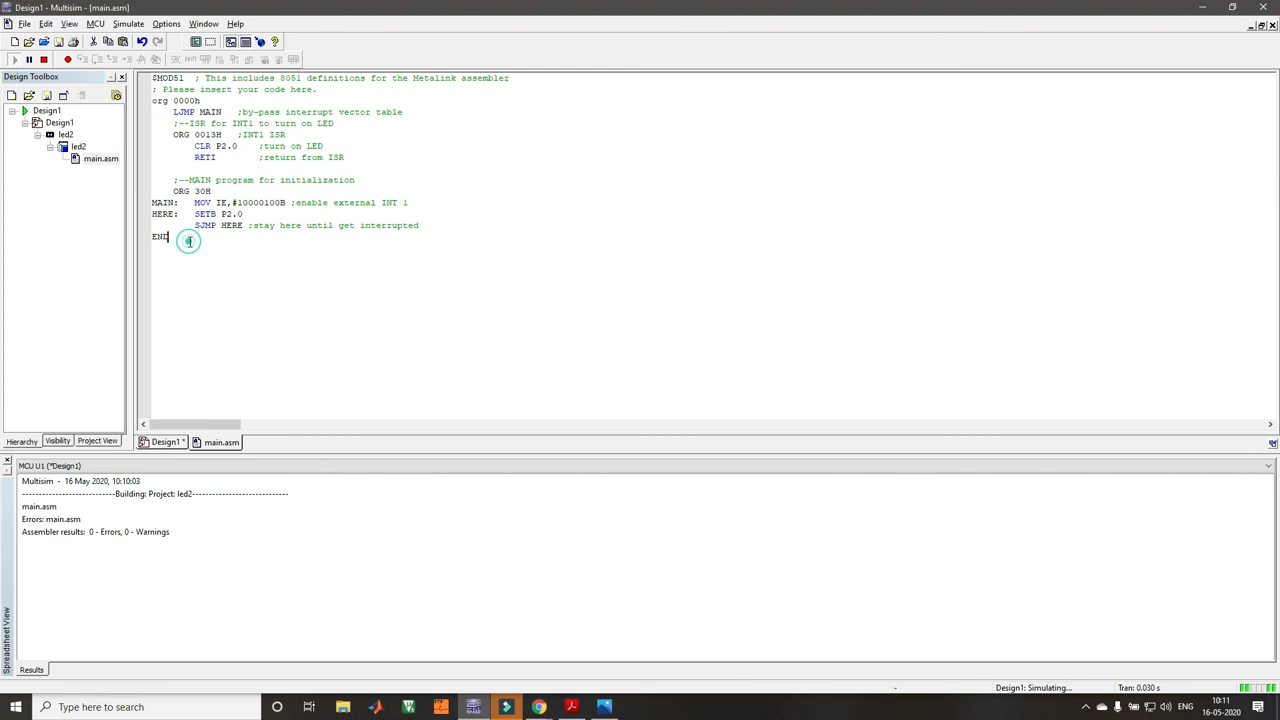 Design1 - Multisim - [main.asm]
File Edit View MCU Simulate Options Window Help
Design Toolbox
Design1
Design1
led2
led2
main.asm
Hierarchy Visibility Project View
$MOD51 ; This includes 8051 definitions for the Metalink assembler
; Please insert your code here.
org 0000h
LJMP MAIN ;by-pass interrupt vector table
;--ISR for INT1 to turn on LED
ORG 0013H ;INT1 ISR
CLR P2.0 ;turn on LED
RETI ;return from ISR
;--MAIN program for initialization
ORG 30H
MAIN: MOV IE,#10000100B ;enable external INT 1
HERE: SETB P2.0
SJMP HERE ;stay here until get interrupted
END
Design1 * main.asm
MCU U1 (*Design1)
Multisim - 16 May 2020, 10:10:03
----------------------------Building: Project: led2----------------------------
main.asm
Errors: main.asm
Assembler results: 0 - Errors, 0 - Warnings
Spreadsheet View
Results
- Design1: Simulating... Tran: 0.030 s
Type here to search
ENG
10:11
16-05-2020